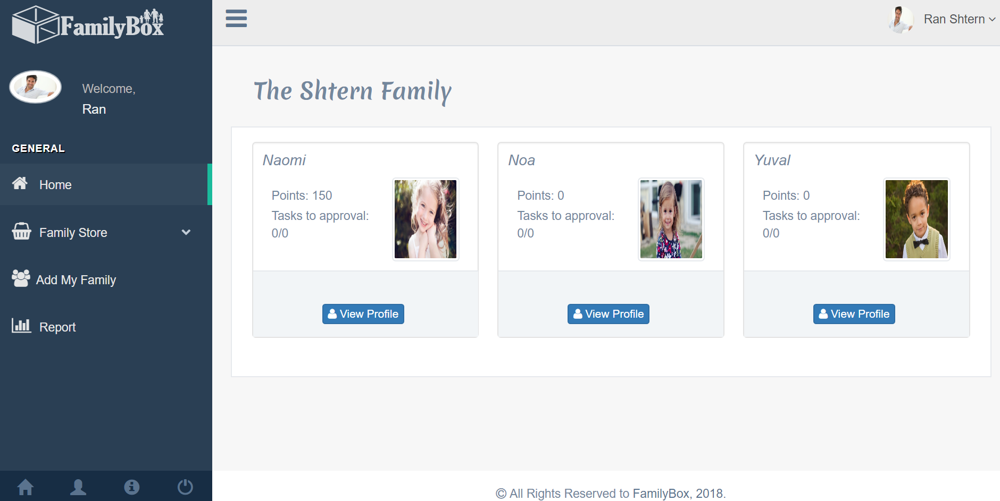 FamilyBox
Ran Shtern
Welcome,
Ran
GENERAL
Home
Family Store
Add My Family
Report
The Shtern Family
Naomi
Points: 150
Tasks to approval:
0/0
View Profile
Noa
Points: 0
Tasks to approval:
0/0
View Profile
Yuval
Points: 0
Tasks to approval:
0/0
View Profile
© All Rights Reserved to FamilyBox, 2018.